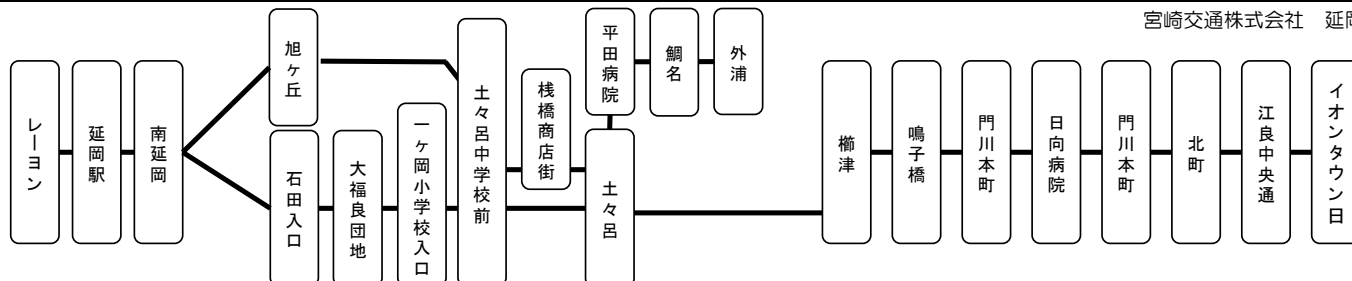 宮崎交通株式会社 延岡
レーヨン
延岡駅
南延岡
旭ヶ丘
石田入口
大福良団地
一ヶ岡小学校入口
土々呂中学校前
桟橋商店街
平田病院
鯛名
外浦
土々呂
櫛津
鳴子橋
門川本町
日向病院
門川本町
北町
江良中央通
イオンタウン日